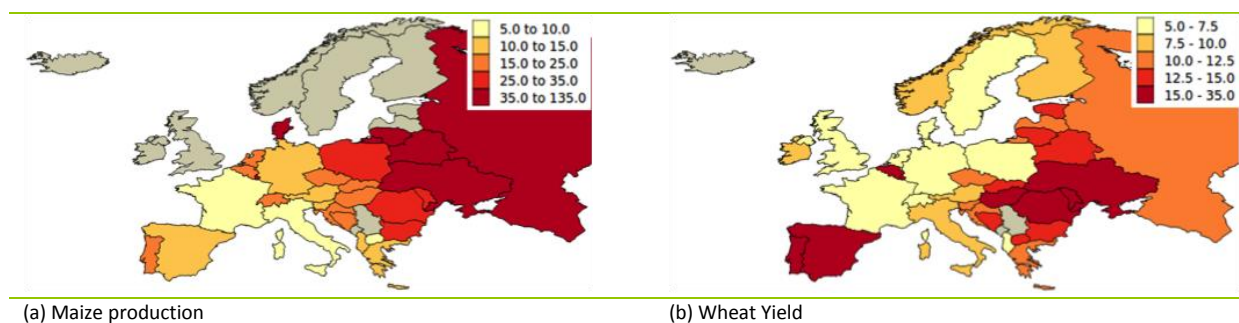 5.0 to 10.0
10.0 to 15.0
15.0 to 25.0
25.0 to 35.0
35.0 to 135.0
5.0 - 7.5
7.5 - 10.0
10.0 - 12.5
12.5 - 15.0
15.0 - 35.0
(a) Maize production
(b) Wheat Yield